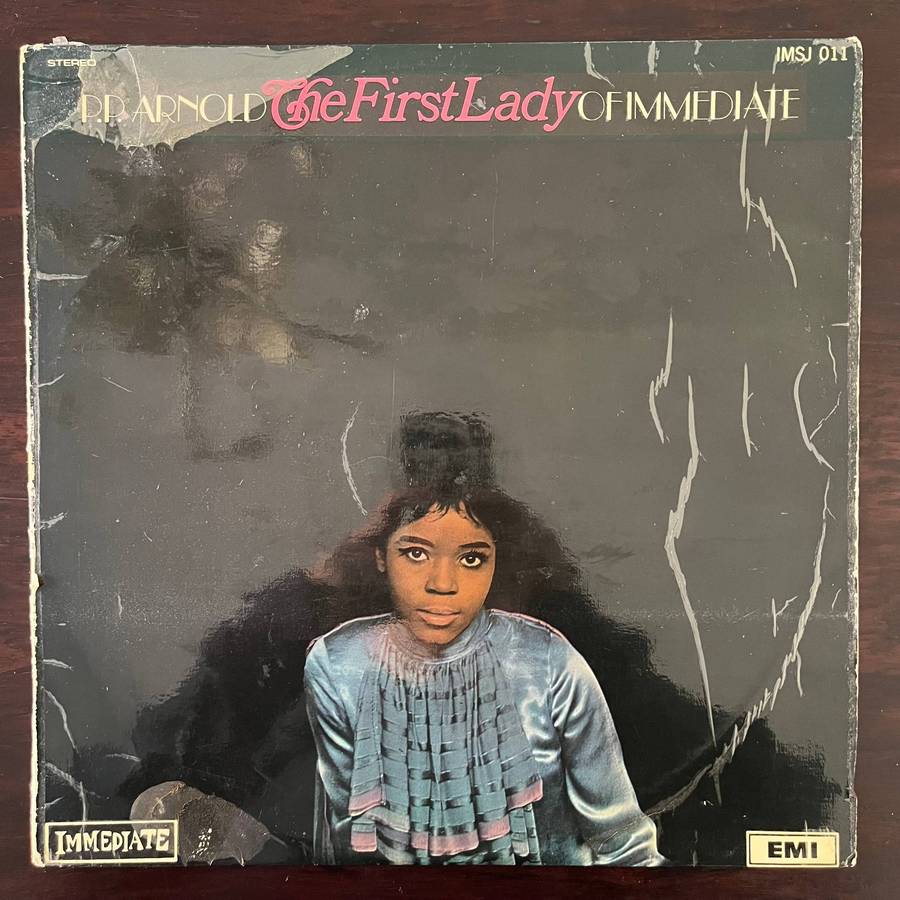 STEREO
IMSJ 011
P.P. ARNOLD The First Lady OF IMMEDIATE
IMMEDIATE
EMI